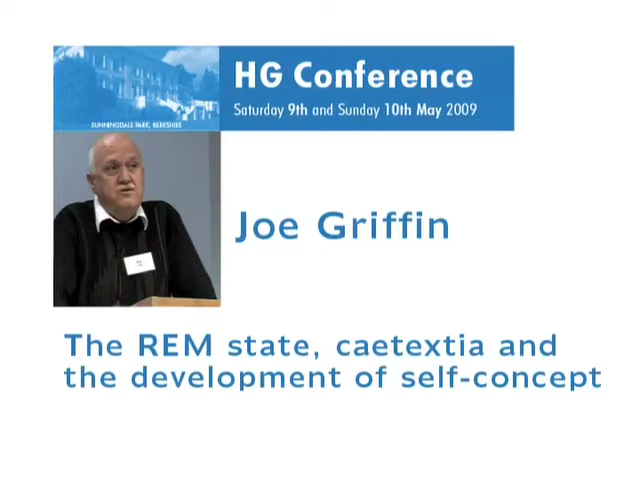 HG Conference
Saturday 9th and Sunday 10th May 2009
SUNNINGDALE PARK, BERKSHIRE
Joe Griffin
The REM state, caetextia and
the development of self-concept